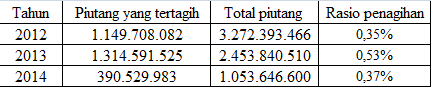 Tahun Piutang yang tertagih Total piutang Rasio penagihan
2012 1.149.708.082 3.272.393.466 0,35%
2013 1.314.591.525 2.453.840.510 0,53%
2014 390.529.983 1.053.646.600 0,37%